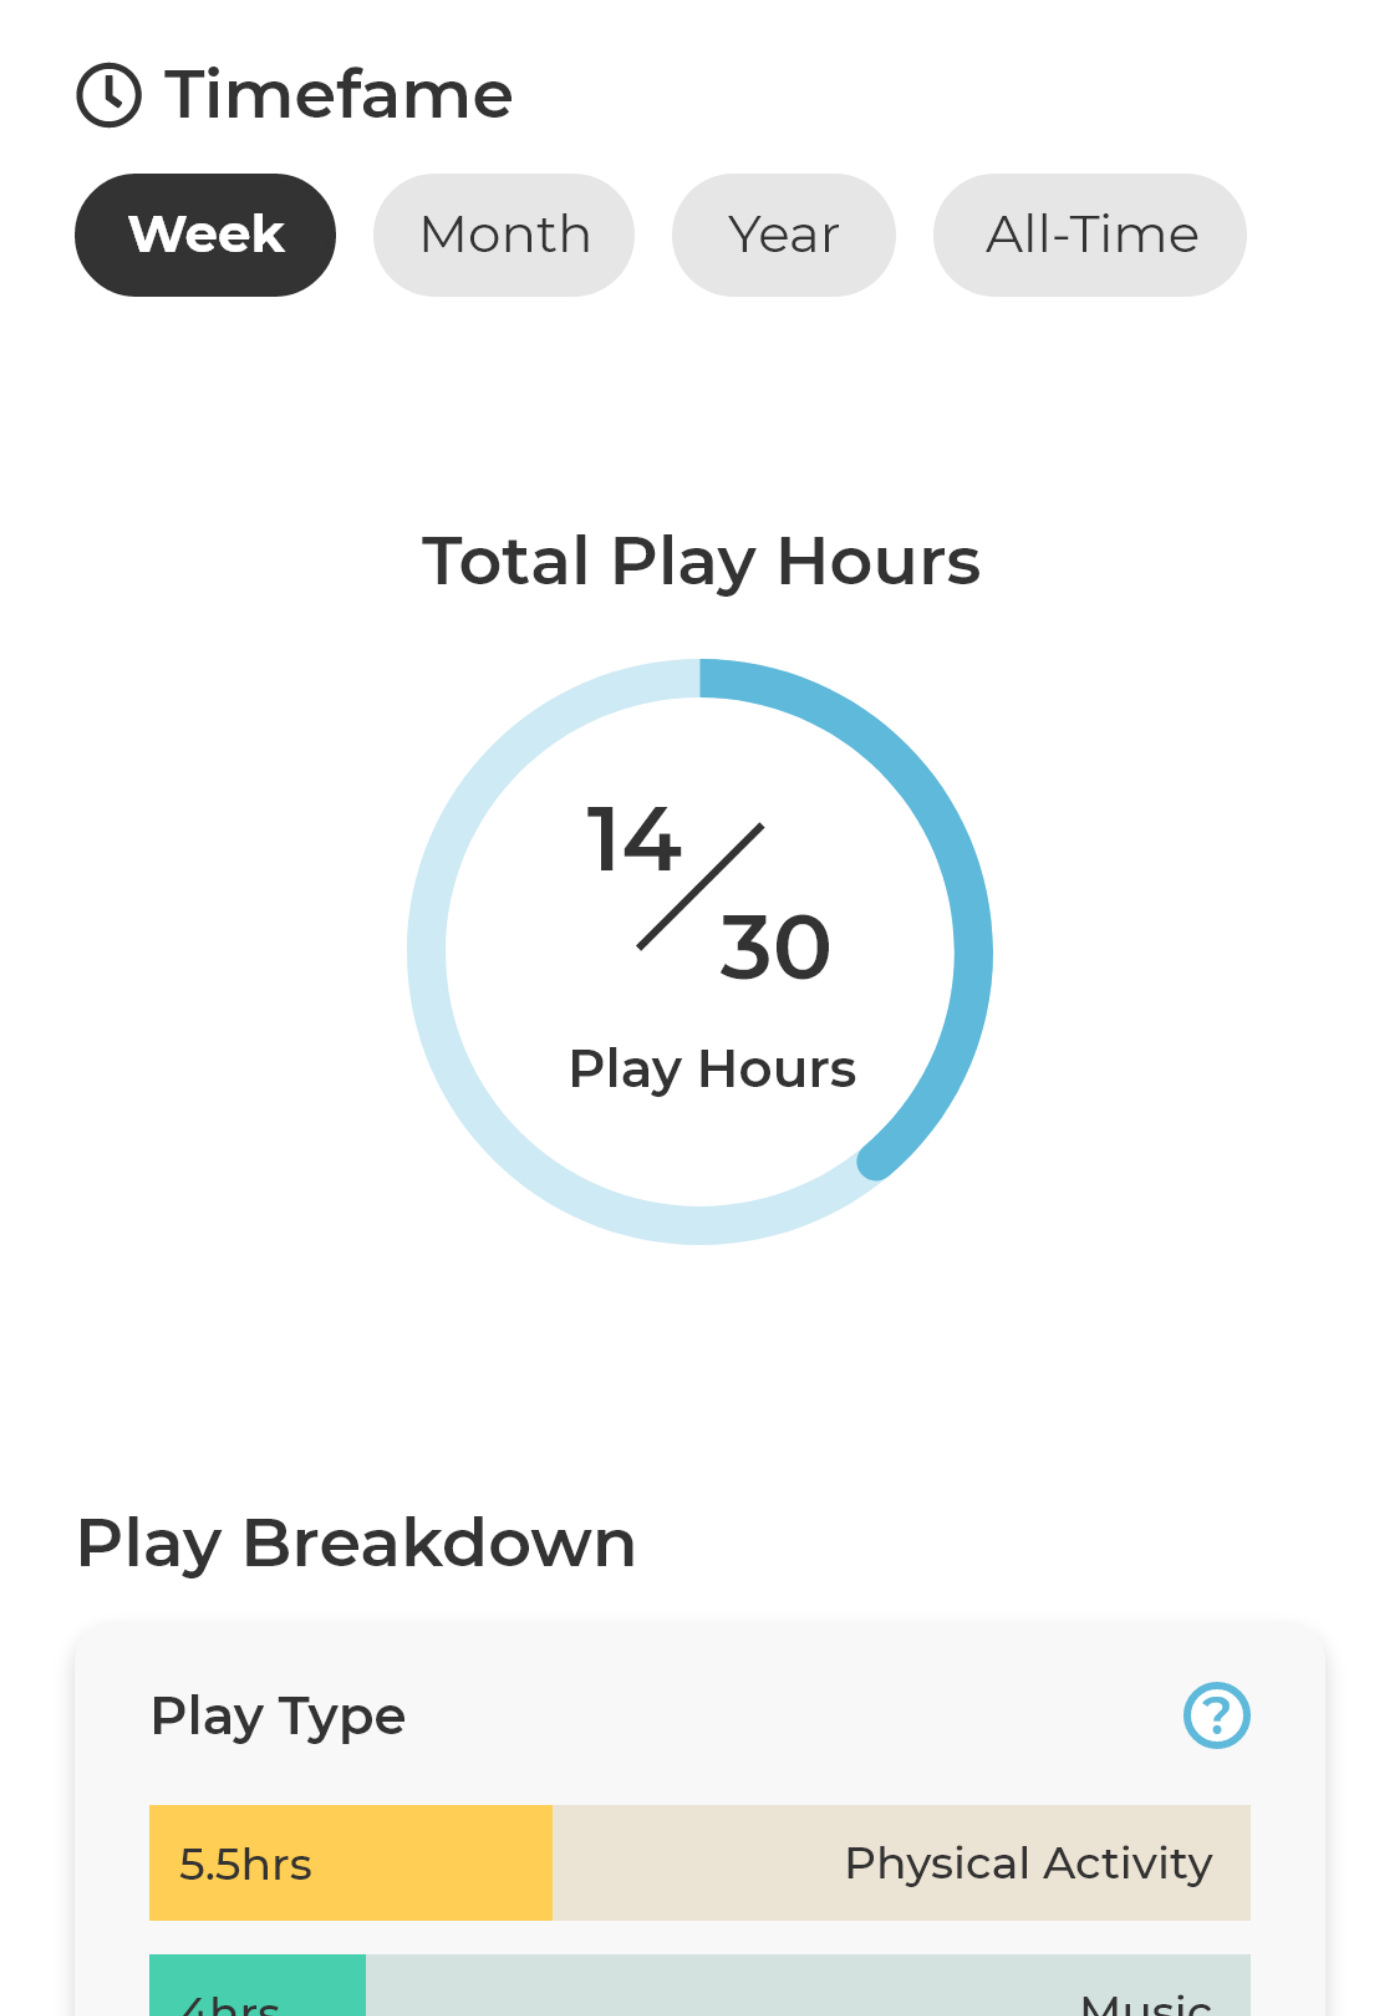 Timefame
Week Month Year All-Time
Total Play Hours
14
30
Play Hours
Play Breakdown
Play Type ?
5.5hrs Physical Activity
4hrs Music